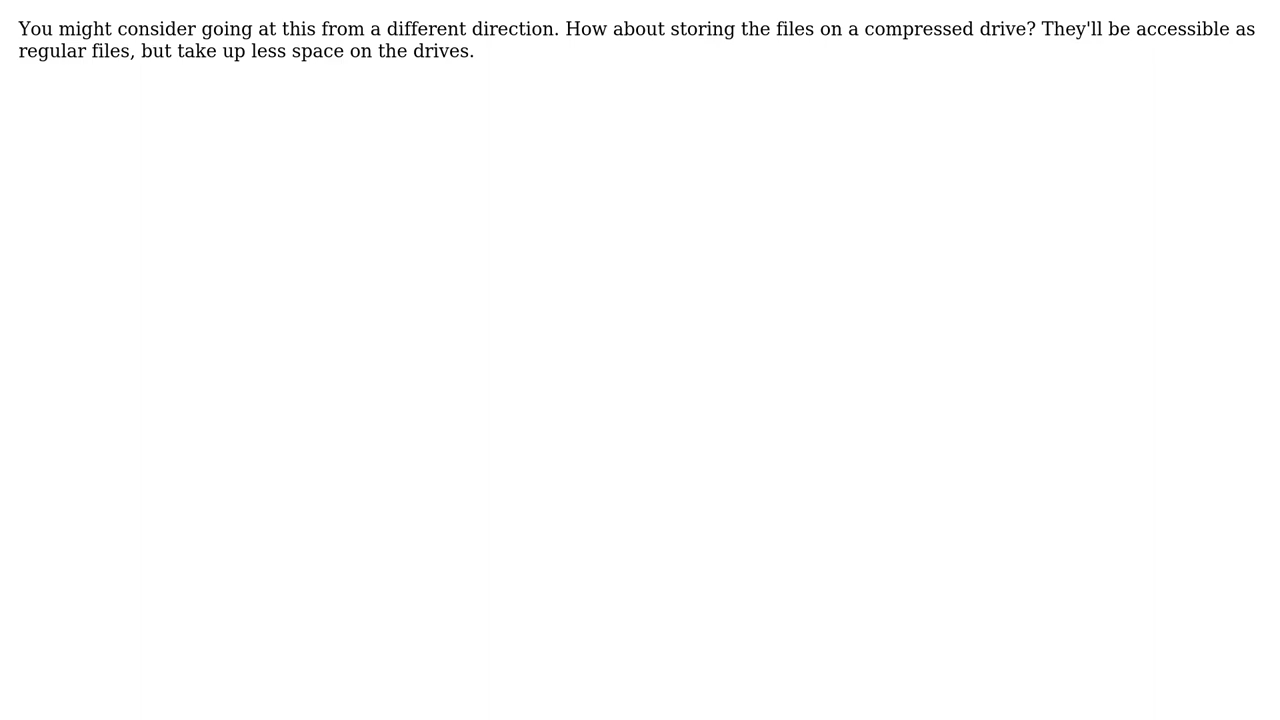 You might consider going at this from a different direction. How about storing the files on a compressed drive? They'll be accessible as
regular files, but take up less space on the drives.